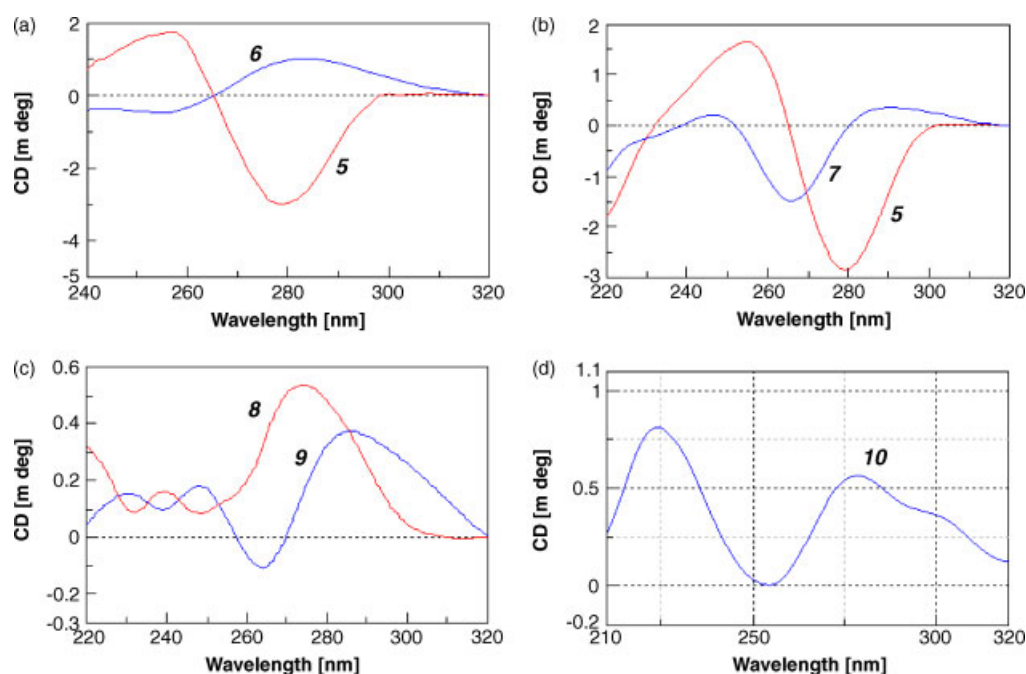 (a)
2
0
-2
-4
-5
CD [m deg]
6
5
240 260 280 300 320
Wavelength [nm]
(b)
2
1
0
-1
-2
-3
CD [m deg]
7
5
220 240 260 280 300 320
Wavelength [nm]
(c)
0.6
0.4
0.2
0
-0.2
-0.3
CD [m deg]
8
9
220 240 260 280 300 320
Wavelength [nm]
(d)
1.1
1
0.5
0
-0.2
CD [m deg]
10
210 250 300 320
Wavelength [nm]